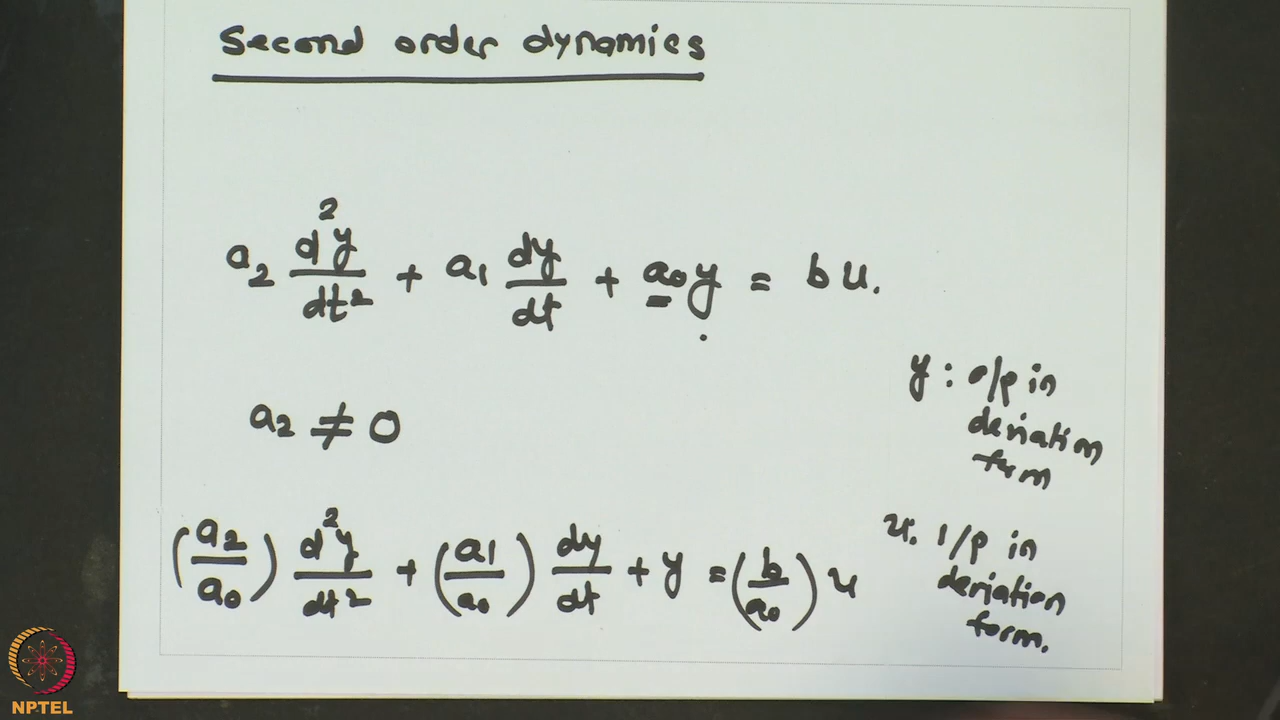 Second order dynamics
a₂ d²y/dt² + a₁ dy/dt + a₀y = bu.
y : o/p in
deviation
form
a₂ ≠ 0
u. I/p in
deviation
form.
(a₂/a₀) d²y/dt² + (a₁/a₀) dy/dt + y = (b/a₀) u
NPTEL